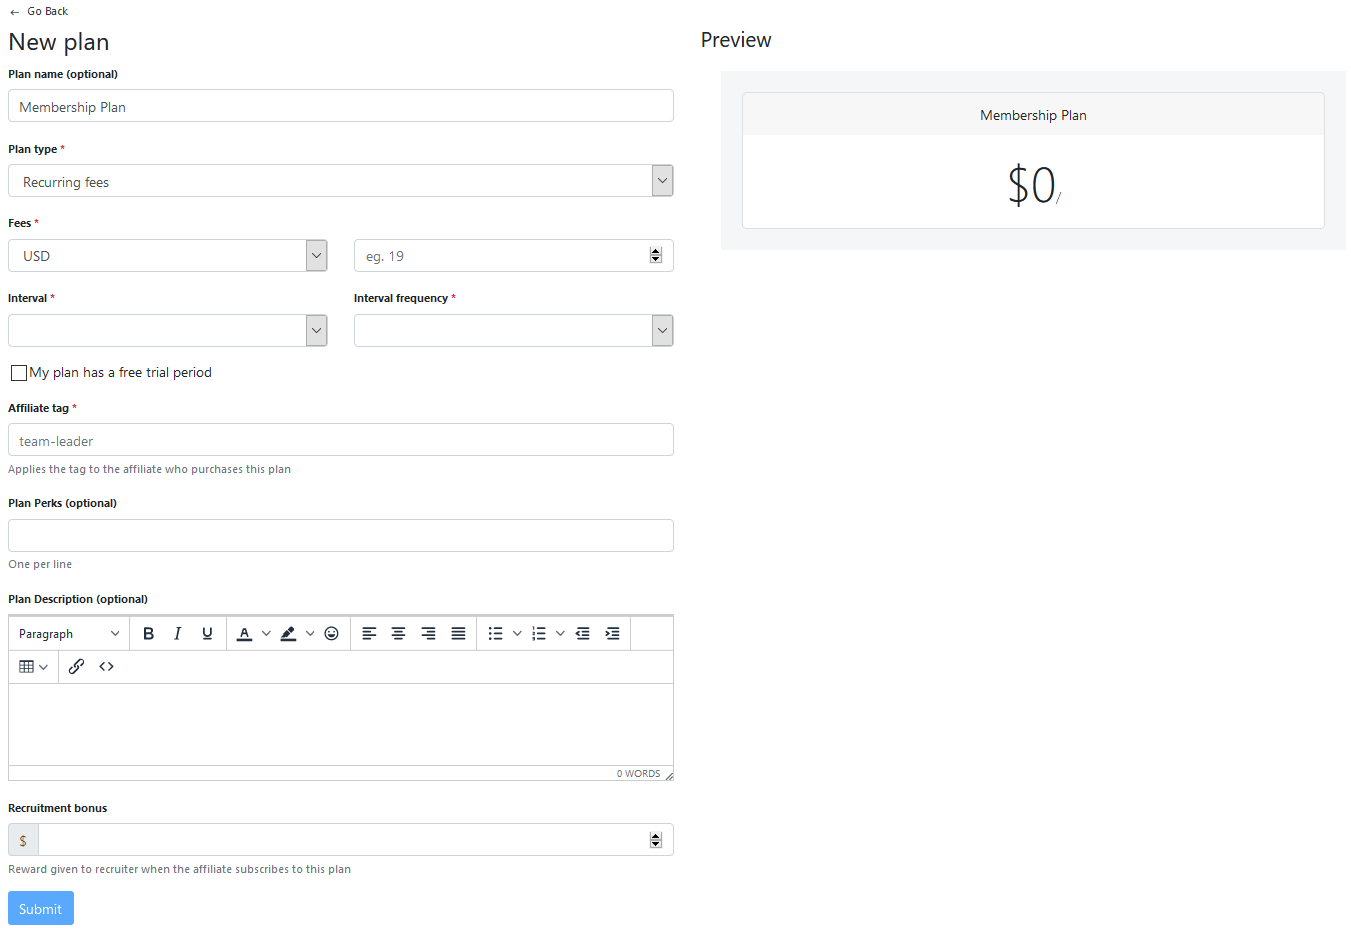 ← Go Back
New plan
Plan name (optional)
Membership Plan
Plan type *
Recurring fees
Fees *
USD
eg. 19
Interval *
Interval frequency *
My plan has a free trial period
Affiliate tag *
team-leader
Applies the tag to the affiliate who purchases this plan
Plan Perks (optional)
One per line
Plan Description (optional)
Paragraph
B I U A
0 WORDS
Recruitment bonus
$
Reward given to recruiter when the affiliate subscribes to this plan
Submit
Preview
Membership Plan
$0/